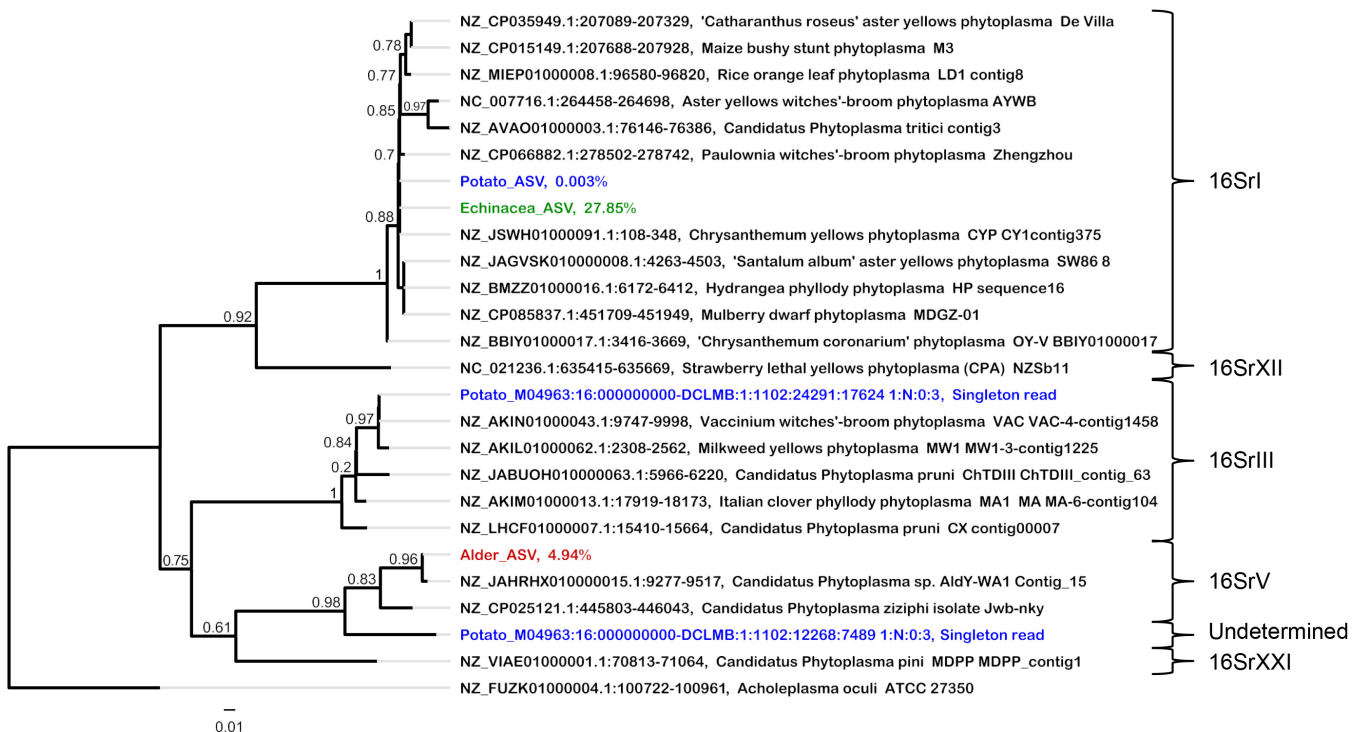 NZ_CP035949.1:207089-207329, 'Catharanthus roseus' aster yellows phytoplasma De Villa
0.78
NZ_CP015149.1:207688-207928, Maize bushy stunt phytoplasma M3
0.77
NZ_MIEP01000008.1:96580-96820, Rice orange leaf phytoplasma LD1 contig8
0.97
NC_007716.1:264458-264698, Aster yellows witches'-broom phytoplasma AYWB
0.85
NZ_AVAO01000003.1:76146-76386, Candidatus Phytoplasma tritici contig3
0.7
NZ_CP066882.1:278502-278742, Paulownia witches'-broom phytoplasma Zhengzhou
Potato_ASV, 0.003%
16SrI
Echinacea_ASV, 27.85%
0.88
NZ_JSWH01000091.1:108-348, Chrysanthemum yellows phytoplasma CYP CY1contig375
NZ_JAGVSK010000008.1:4263-4503, 'Santalum album' aster yellows phytoplasma SW86 8
1
NZ_BMZZ01000016.1:6172-6412, Hydrangea phyllody phytoplasma HP sequence16
0.92
NZ_CP085837.1:451709-451949, Mulberry dwarf phytoplasma MDGZ-01
NZ_BBIY01000017.1:3416-3669, 'Chrysanthemum coronarium' phytoplasma OY-V BBIY01000017
NC_021236.1:635415-635669, Strawberry lethal yellows phytoplasma (CPA) NZSb11
16SrXII
Potato_M04963:16:000000000-DCLMB:1:1102:24291:17624 1:N:0:3, Singleton read
0.97
NZ_AKIN01000043.1:9747-9998, Vaccinium witches'-broom phytoplasma VAC VAC-4-contig1458
0.84
NZ_AKIL01000062.1:2308-2562, Milkweed yellows phytoplasma MW1 MW1-3-contig1225
16SrIII
0.2
NZ_JABUOH010000063.1:5966-6220, Candidatus Phytoplasma pruni ChTDIII ChTDIII_contig_63
1
NZ_AKIM01000013.1:17919-18173, Italian clover phyllody phytoplasma MA1 MA MA-6-contig104
NZ_LHCF01000007.1:15410-15664, Candidatus Phytoplasma pruni CX contig00007
0.75
0.96
Alder_ASV, 4.94%
0.83
NZ_JAHRHX010000015.1:9277-9517, Candidatus Phytoplasma sp. AldY-WA1 Contig_15
16SrV
0.98
NZ_CP025121.1:445803-446043, Candidatus Phytoplasma ziziphi isolate Jwb-nky
0.61
Potato_M04963:16:000000000-DCLMB:1:1102:12268:7489 1:N:0:3, Singleton read
Undetermined
NZ_VIAE01000001.1:70813-71064, Candidatus Phytoplasma pini MDPP MDPP_contig1
16SrXXI
NZ_FUZK01000004.1:100722-100961, Acholeplasma oculi ATCC 27350
0.01